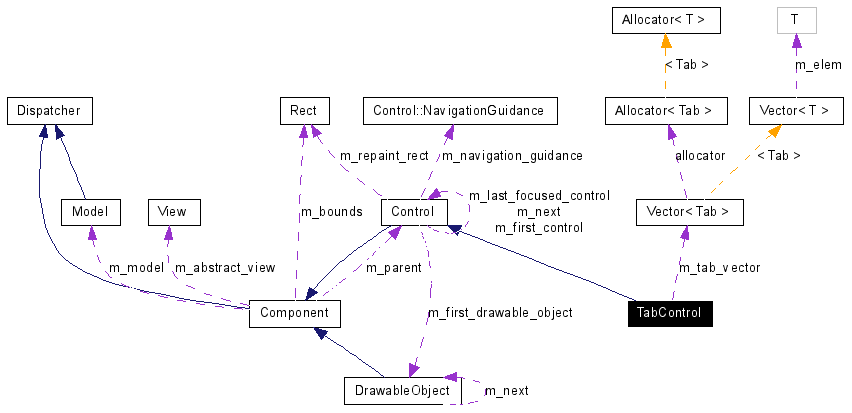 Allocator< T >
T
< Tab >
m_elem
Dispatcher
Rect
Control::NavigationGuidance
Allocator< Tab >
Vector< T >
m_repaint_rect
m_navigation_guidance
allocator
< Tab >
Model
View
m_bounds
Control
m_last_focused_control
m_next
m_first_control
Vector< Tab >
m_model
m_abstract_view
m_parent
m_tab_vector
Component
m_first_drawable_object
TabControl
DrawableObject
m_next